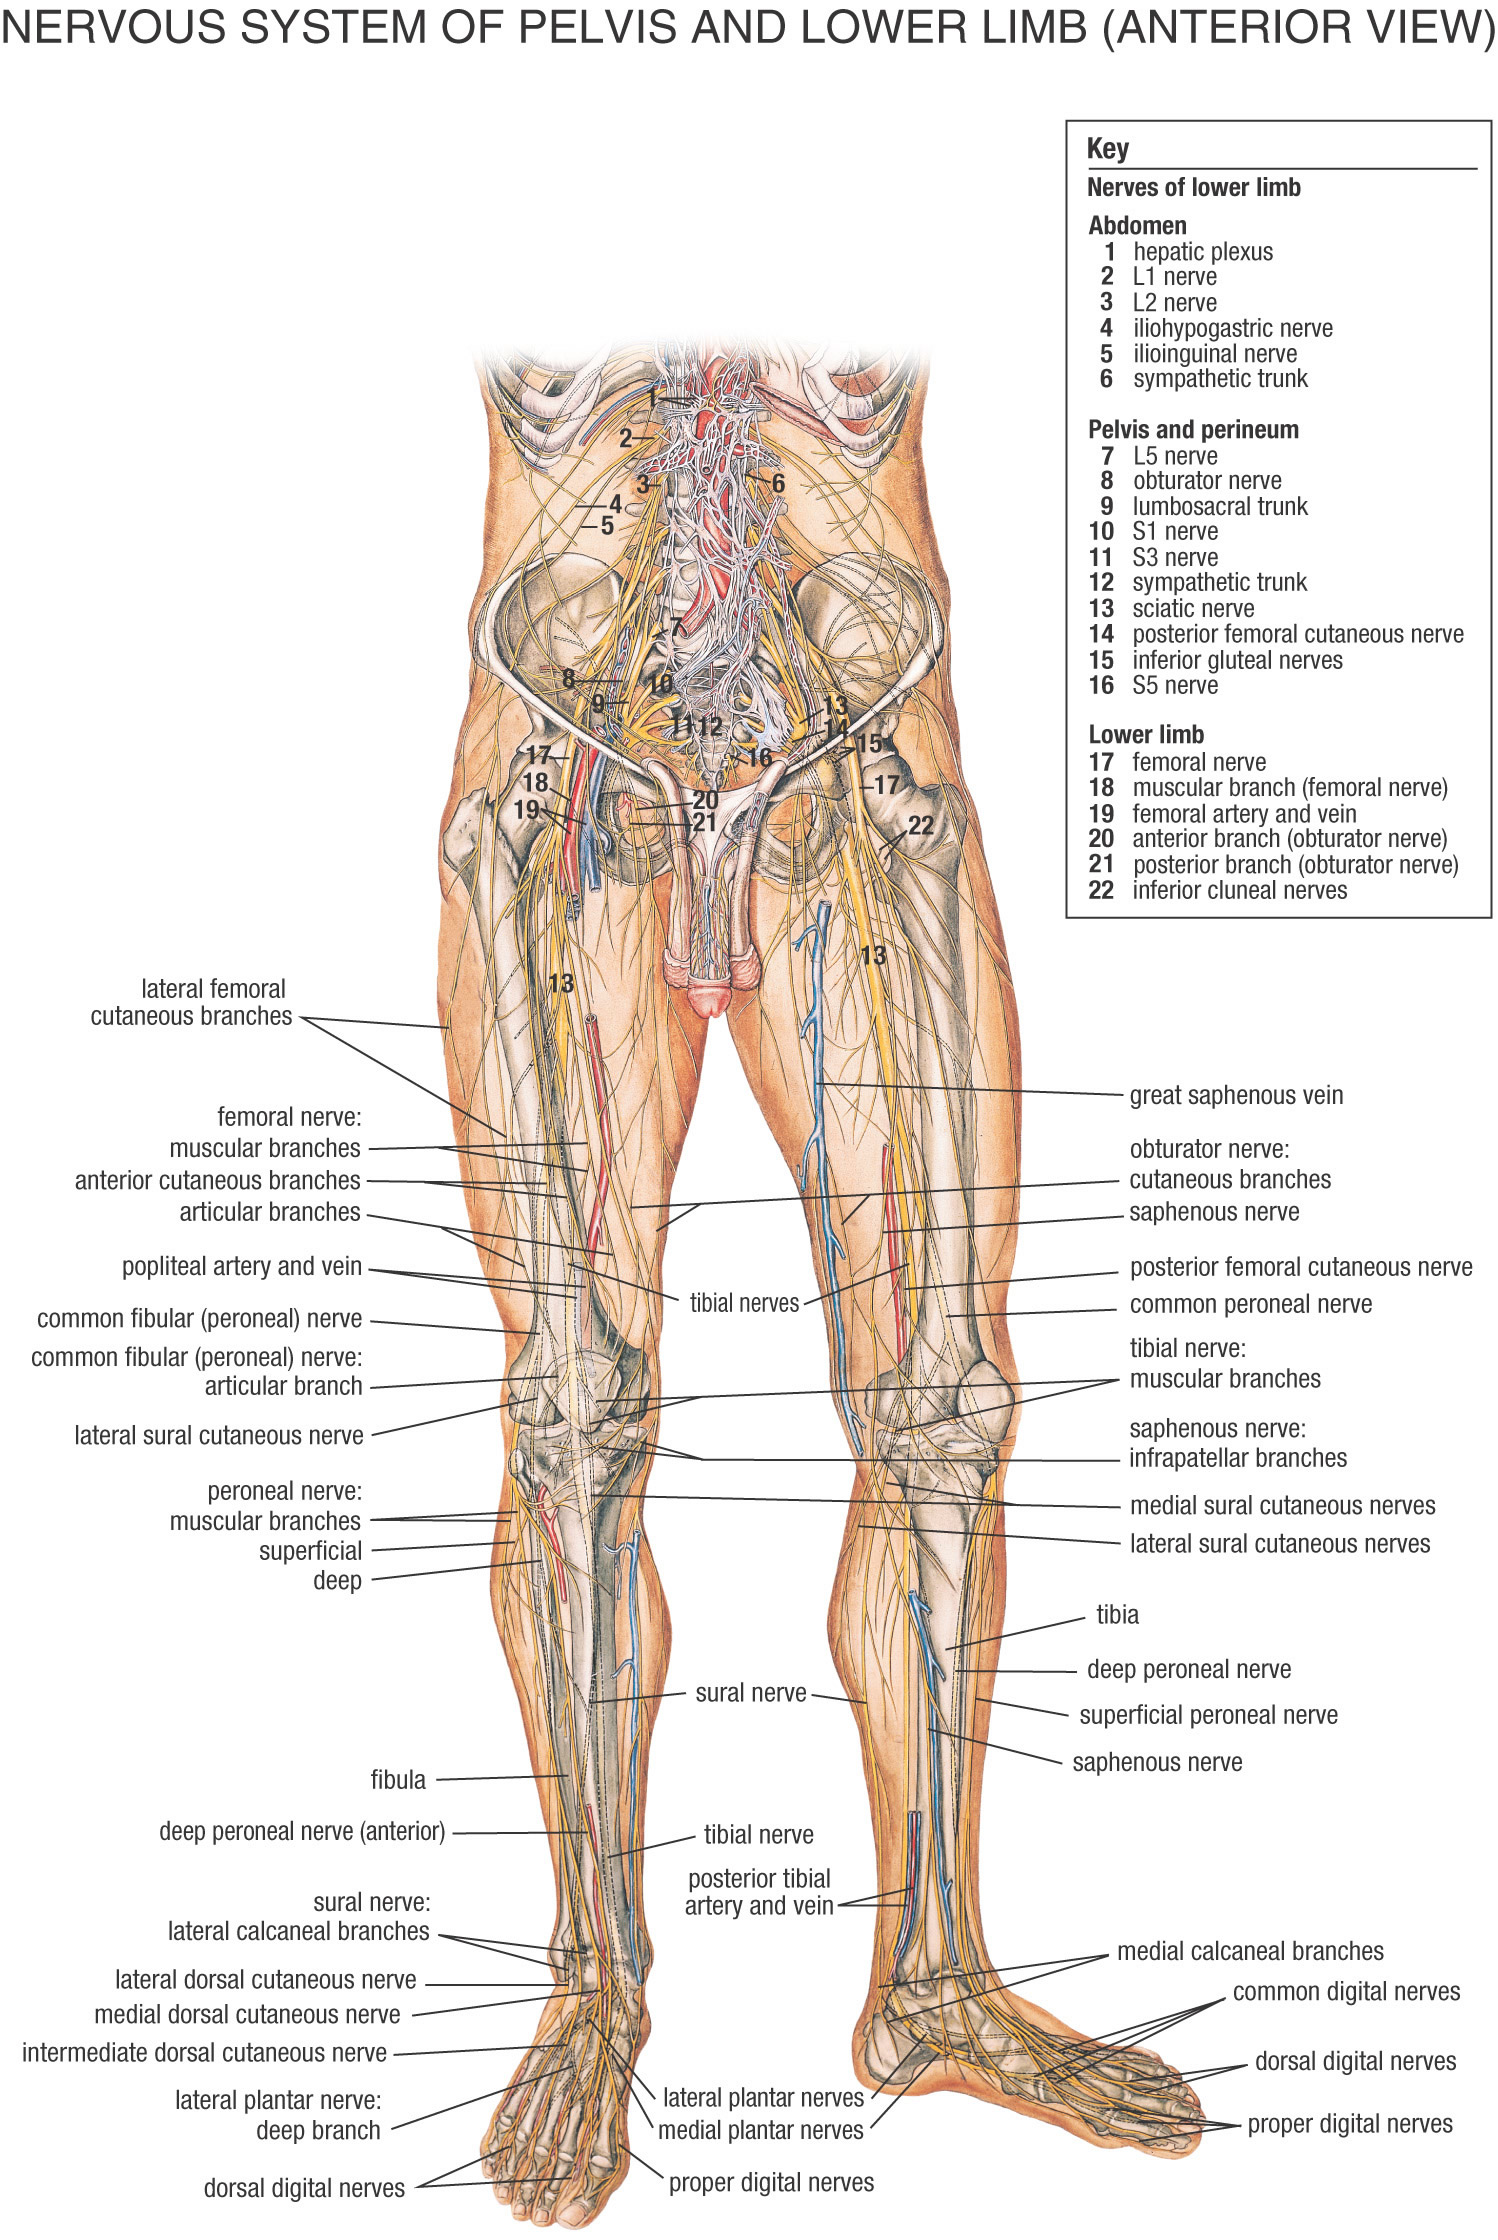 NERVOUS SYSTEM OF PELVIS AND LOWER LIMB (ANTERIOR VIEW)
Key
Nerves of lower limb
Abdomen
1 hepatic plexus
2 L1 nerve
3 L2 nerve
4 iliohypogastric nerve
5 ilioinguinal nerve
6 sympathetic trunk
Pelvis and perineum
7 L5 nerve
8 obturator nerve
9 lumbosacral trunk
10 S1 nerve
11 S3 nerve
12 sympathetic trunk
13 sciatic nerve
14 posterior femoral cutaneous nerve
15 inferior gluteal nerves
16 S5 nerve
Lower limb
17 femoral nerve
18 muscular branch (femoral nerve)
19 femoral artery and vein
20 anterior branch (obturator nerve)
21 posterior branch (obturator nerve)
22 inferior cluneal nerves
1
2
3
6
4
5
7
8
10
9
13
11
12
14
15
17
16
18
17
20
19
21
22
13
13
lateral femoral
cutaneous branches
femoral nerve:
muscular branches
anterior cutaneous branches
articular branches
popliteal artery and vein
common fibular (peroneal) nerve
common fibular (peroneal) nerve:
articular branch
lateral sural cutaneous nerve
peroneal nerve:
muscular branches
superficial
deep
fibula
deep peroneal nerve (anterior)
sural nerve:
lateral calcaneal branches
lateral dorsal cutaneous nerve
medial dorsal cutaneous nerve
intermediate dorsal cutaneous nerve
lateral plantar nerve:
deep branch
dorsal digital nerves
tibial nerves
sural nerve
tibial nerve
posterior tibial
artery and vein
lateral plantar nerves
medial plantar nerves
proper digital nerves
great saphenous vein
obturator nerve:
cutaneous branches
saphenous nerve
posterior femoral cutaneous nerve
common peroneal nerve
tibial nerve:
muscular branches
saphenous nerve:
infrapatellar branches
medial sural cutaneous nerves
lateral sural cutaneous nerves
tibia
deep peroneal nerve
superficial peroneal nerve
saphenous nerve
medial calcaneal branches
common digital nerves
dorsal digital nerves
proper digital nerves